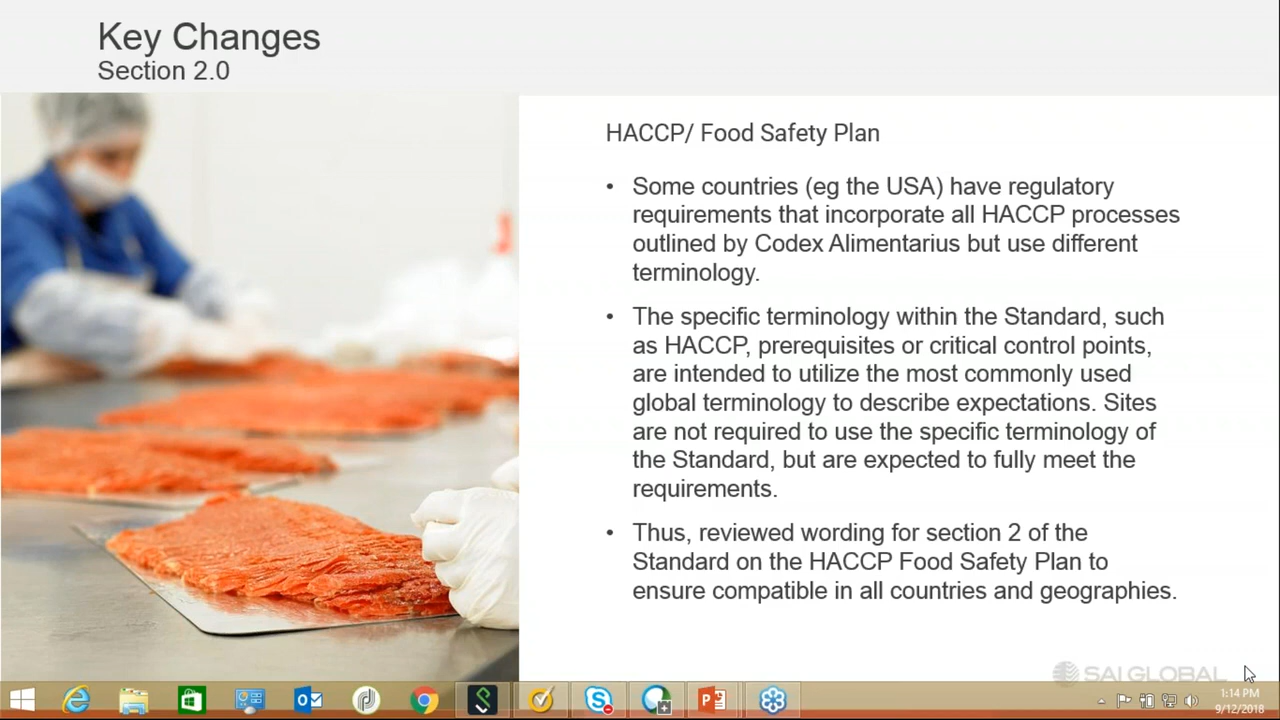 Key Changes
Section 2.0
HACCP/ Food Safety Plan
• Some countries (eg the USA) have regulatory
requirements that incorporate all HACCP processes
outlined by Codex Alimentarius but use different
terminology.
• The specific terminology within the Standard, such
as HACCP, prerequisites or critical control points,
are intended to utilize the most commonly used
global terminology to describe expectations. Sites
are not required to use the specific terminology of
the Standard, but are expected to fully meet the
requirements.
• Thus, reviewed wording for section 2 of the
Standard on the HACCP Food Safety Plan to
ensure compatible in all countries and geographies.
SAI GLOBAL
1:14 PM
9/12/2018